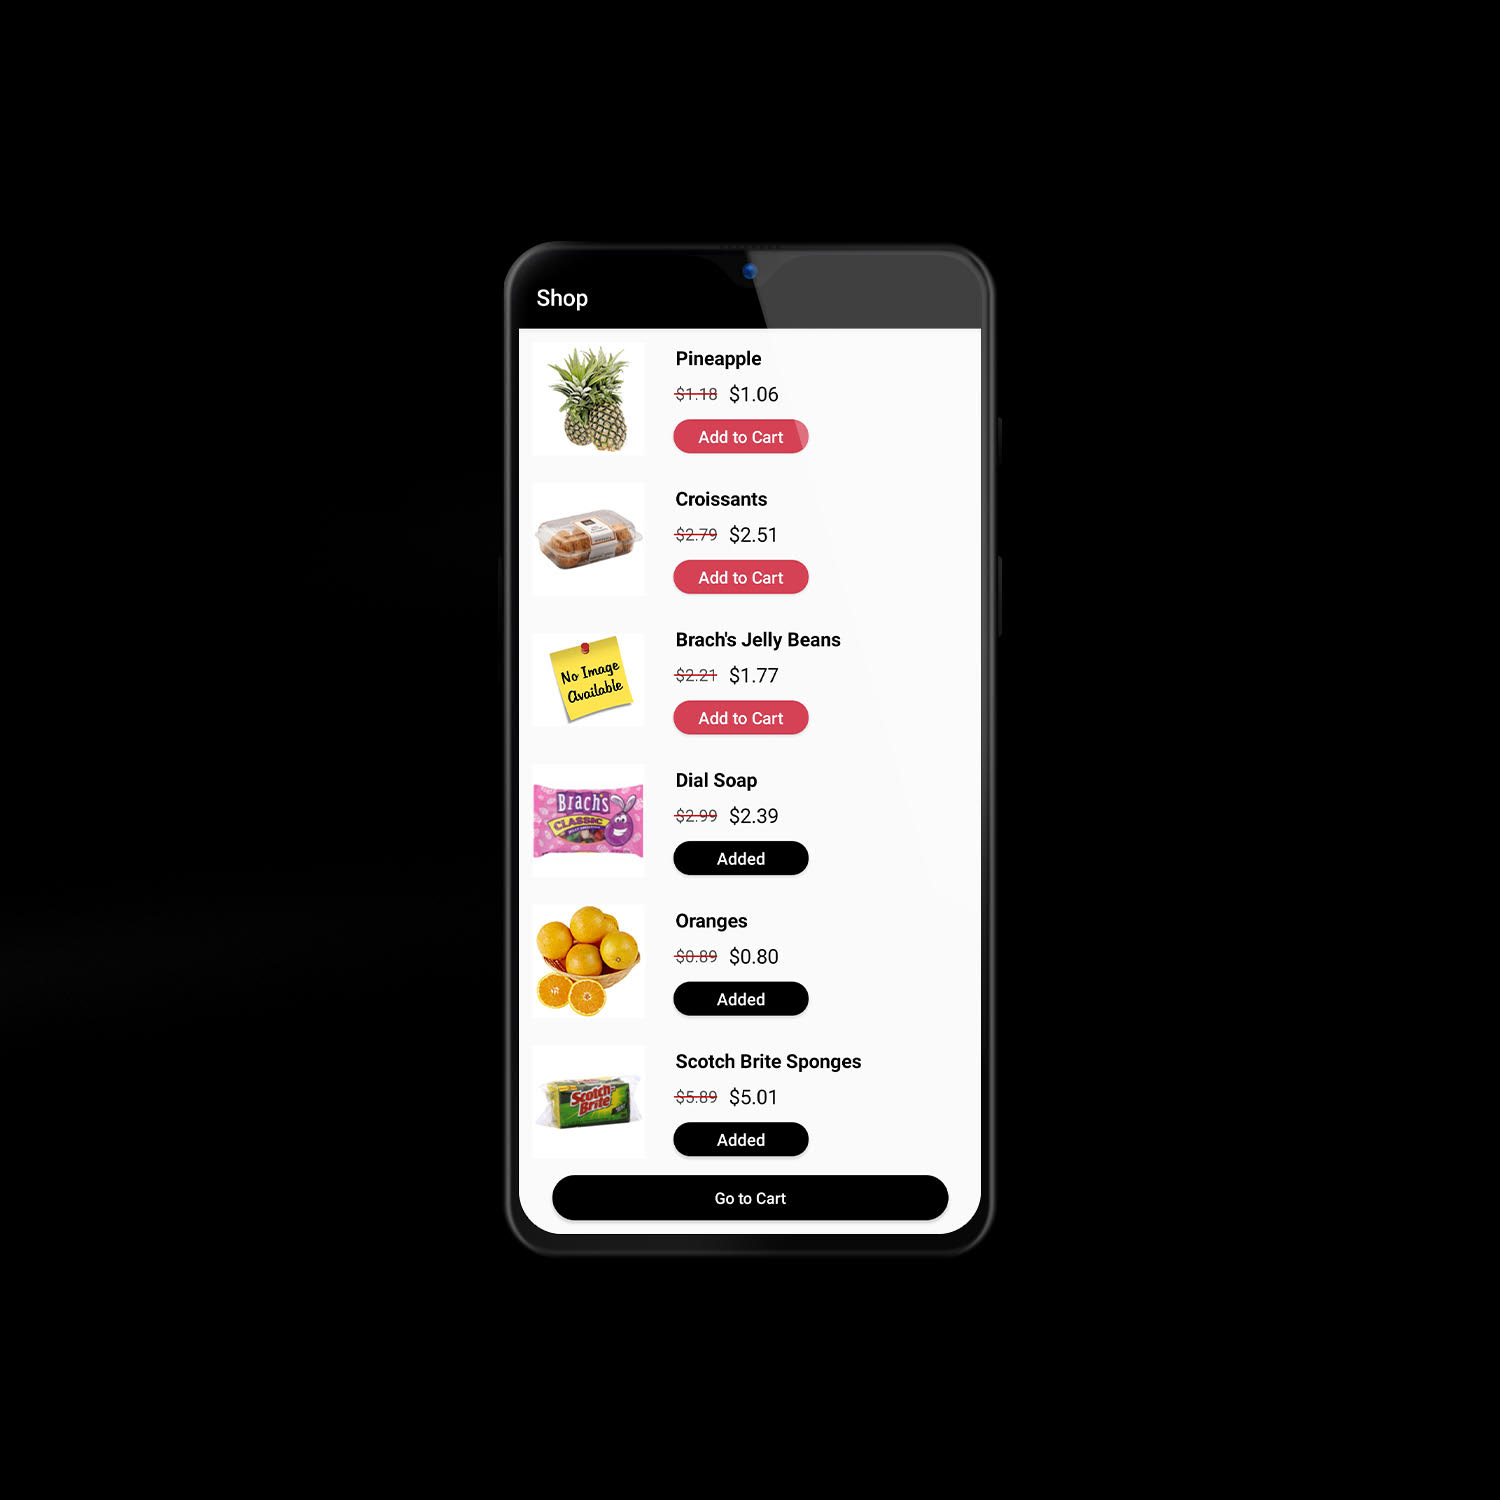 Shop
Pineapple
$1.18 $1.06
Add to Cart
Croissants
$2.79 $2.51
Add to Cart
Brach's Jelly Beans
$2.21 $1.77
Add to Cart
No Image
Available
Dial Soap
$2.99 $2.39
Added
Brach's
CLASSIC
Oranges
$0.89 $0.80
Added
Scotch Brite Sponges
$5.89 $5.01
Added
Scotch
Brite
Go to Cart